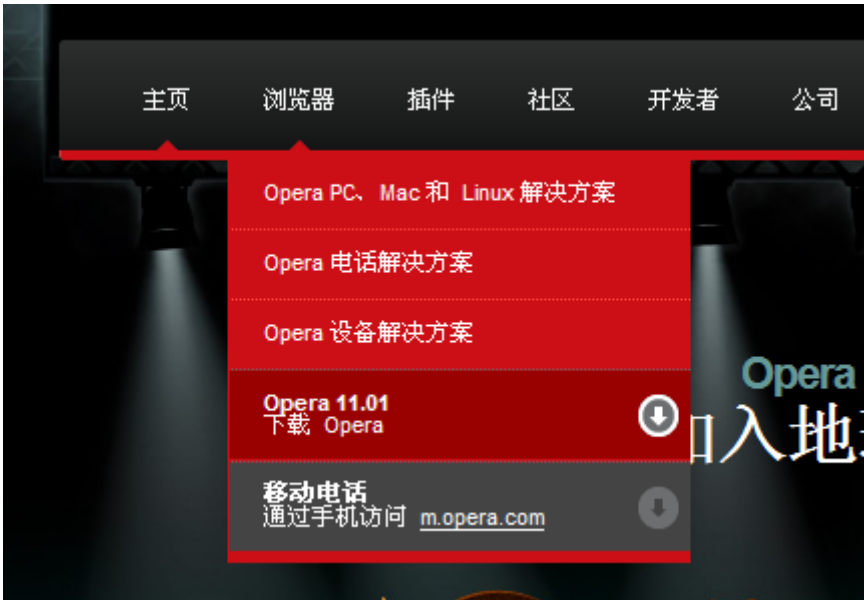 主页 浏览器 插件 社区 开发者 公司
Opera PC、Mac 和 Linux 解决方案
Opera 电话解决方案
Opera 设备解决方案
Opera
Opera 11.01
下载 Opera
入地
移动电话
通过手机访问 m.opera.com